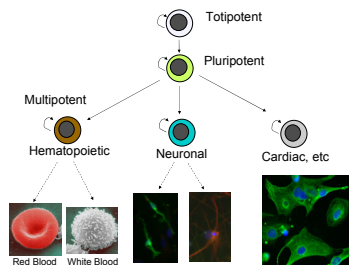 Totipotent
Pluripotent
Multipotent
Hematopoietic
Neuronal
Cardiac, etc
Red Blood
White Blood